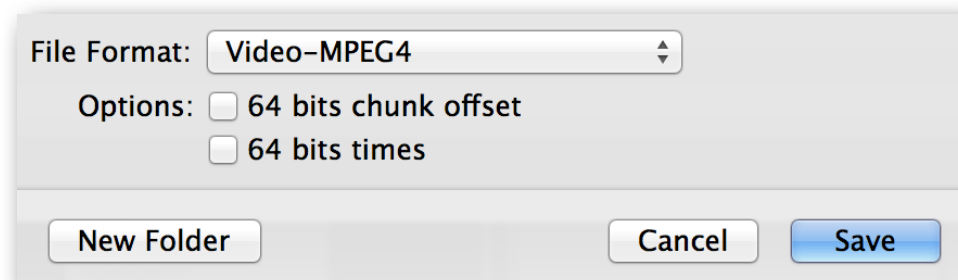 File Format: Video-MPEG4
Options: 64 bits chunk offset
64 bits times
New Folder Cancel Save